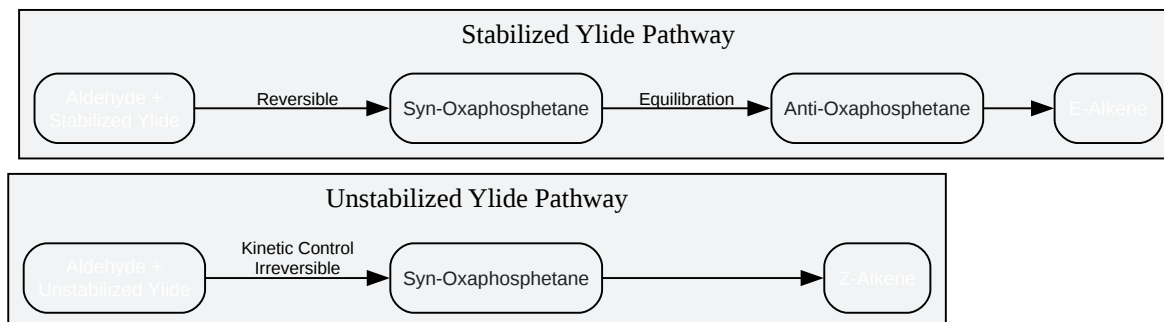 Stabilized Ylide Pathway
Aldehyde +
Stabilized Ylide
Reversible
Syn-Oxaphosphetane
Equilibration
Anti-Oxaphosphetane
E-Alkene
Unstabilized Ylide Pathway
Aldehyde +
Unstabilized Ylide
Kinetic Control
Irreversible
Syn-Oxaphosphetane
Z-Alkene